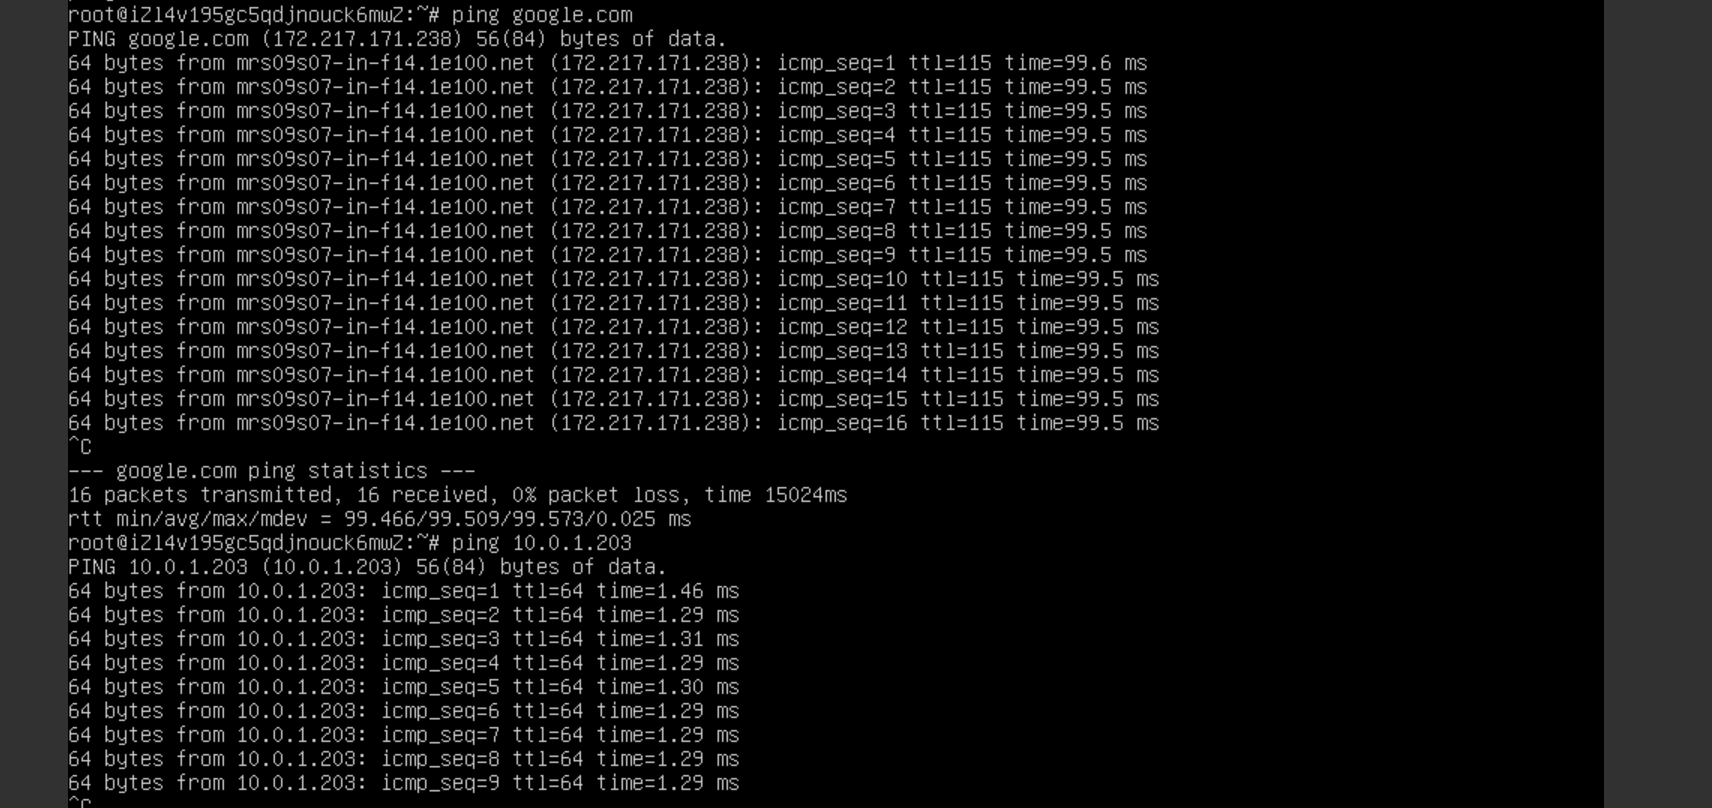 root@iZl4v195gc5qdjnouck6mwZ:~# ping google.com
PING google.com (172.217.171.238) 56(84) bytes of data.
64 bytes from mrs09s07-in-f14.1e100.net (172.217.171.238): icmp_seq=1 ttl=115 time=99.6 ms
64 bytes from mrs09s07-in-f14.1e100.net (172.217.171.238): icmp_seq=2 ttl=115 time=99.5 ms
64 bytes from mrs09s07-in-f14.1e100.net (172.217.171.238): icmp_seq=3 ttl=115 time=99.5 ms
64 bytes from mrs09s07-in-f14.1e100.net (172.217.171.238): icmp_seq=4 ttl=115 time=99.5 ms
64 bytes from mrs09s07-in-f14.1e100.net (172.217.171.238): icmp_seq=5 ttl=115 time=99.5 ms
64 bytes from mrs09s07-in-f14.1e100.net (172.217.171.238): icmp_seq=6 ttl=115 time=99.5 ms
64 bytes from mrs09s07-in-f14.1e100.net (172.217.171.238): icmp_seq=7 ttl=115 time=99.5 ms
64 bytes from mrs09s07-in-f14.1e100.net (172.217.171.238): icmp_seq=8 ttl=115 time=99.5 ms
64 bytes from mrs09s07-in-f14.1e100.net (172.217.171.238): icmp_seq=9 ttl=115 time=99.5 ms
64 bytes from mrs09s07-in-f14.1e100.net (172.217.171.238): icmp_seq=10 ttl=115 time=99.5 ms
64 bytes from mrs09s07-in-f14.1e100.net (172.217.171.238): icmp_seq=11 ttl=115 time=99.5 ms
64 bytes from mrs09s07-in-f14.1e100.net (172.217.171.238): icmp_seq=12 ttl=115 time=99.5 ms
64 bytes from mrs09s07-in-f14.1e100.net (172.217.171.238): icmp_seq=13 ttl=115 time=99.5 ms
64 bytes from mrs09s07-in-f14.1e100.net (172.217.171.238): icmp_seq=14 ttl=115 time=99.5 ms
64 bytes from mrs09s07-in-f14.1e100.net (172.217.171.238): icmp_seq=15 ttl=115 time=99.5 ms
64 bytes from mrs09s07-in-f14.1e100.net (172.217.171.238): icmp_seq=16 ttl=115 time=99.5 ms
^C
--- google.com ping statistics ---
16 packets transmitted, 16 received, 0% packet loss, time 15024ms
rtt min/avg/max/mdev = 99.466/99.509/99.573/0.025 ms
root@iZl4v195gc5qdjnouck6mwZ:~# ping 10.0.1.203
PING 10.0.1.203 (10.0.1.203) 56(84) bytes of data.
64 bytes from 10.0.1.203: icmp_seq=1 ttl=64 time=1.46 ms
64 bytes from 10.0.1.203: icmp_seq=2 ttl=64 time=1.29 ms
64 bytes from 10.0.1.203: icmp_seq=3 ttl=64 time=1.31 ms
64 bytes from 10.0.1.203: icmp_seq=4 ttl=64 time=1.29 ms
64 bytes from 10.0.1.203: icmp_seq=5 ttl=64 time=1.30 ms
64 bytes from 10.0.1.203: icmp_seq=6 ttl=64 time=1.29 ms
64 bytes from 10.0.1.203: icmp_seq=7 ttl=64 time=1.29 ms
64 bytes from 10.0.1.203: icmp_seq=8 ttl=64 time=1.29 ms
64 bytes from 10.0.1.203: icmp_seq=9 ttl=64 time=1.29 ms
^C